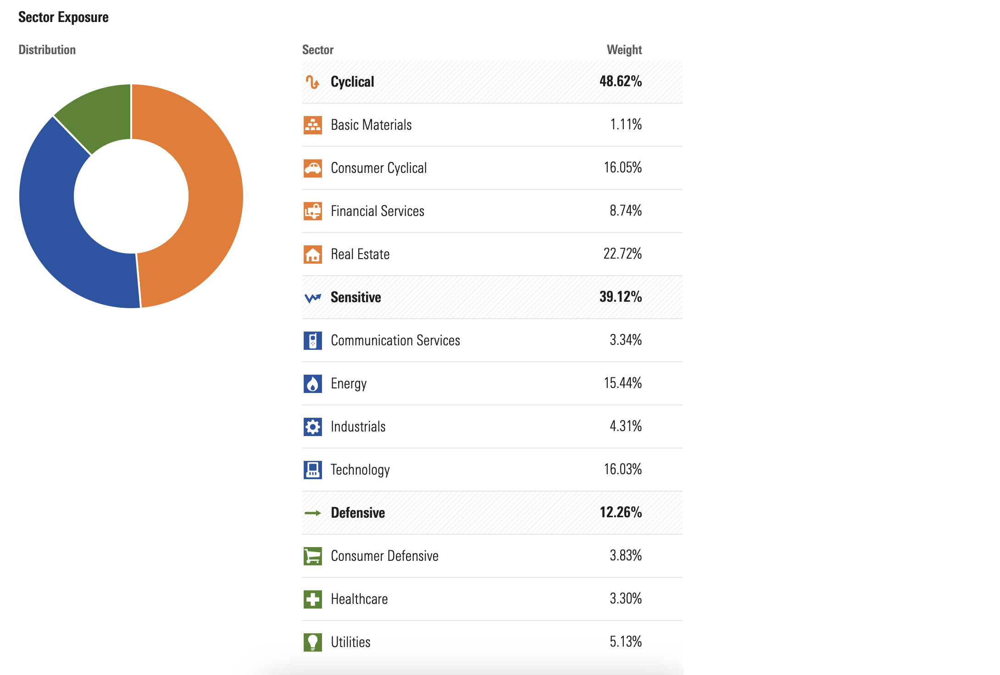 Sector Exposure
Distribution
Sector Weight
Cyclical 48.62%
Basic Materials 1.11%
Consumer Cyclical 16.05%
Financial Services 8.74%
Real Estate 22.72%
Sensitive 39.12%
Communication Services 3.34%
Energy 15.44%
Industrials 4.31%
Technology 16.03%
Defensive 12.26%
Consumer Defensive 3.83%
Healthcare 3.30%
Utilities 5.13%